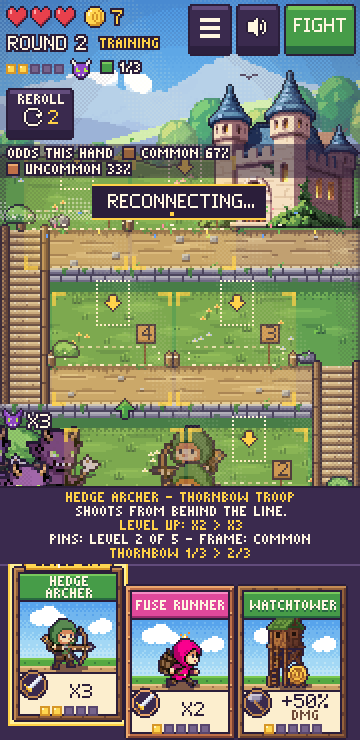 7
FIGHT
ROUND 2 TRAINING
1/3
REROLL
2
ODDS THIS HAND COMMON 67%
UNCOMMON 33%
RECONNECTING...
4
3
X3
2
HEDGE ARCHER - THORNBOW TROOP
SHOOTS FROM BEHIND THE LINE.
LEVEL UP: X2 > X3
PINS: LEVEL 2 OF 5 - FRAME: COMMON
THORNBOW 1/3 > 2/3
HEDGE
ARCHER
X3
FUSE RUNNER
X2
WATCHTOWER
+50%
DMG